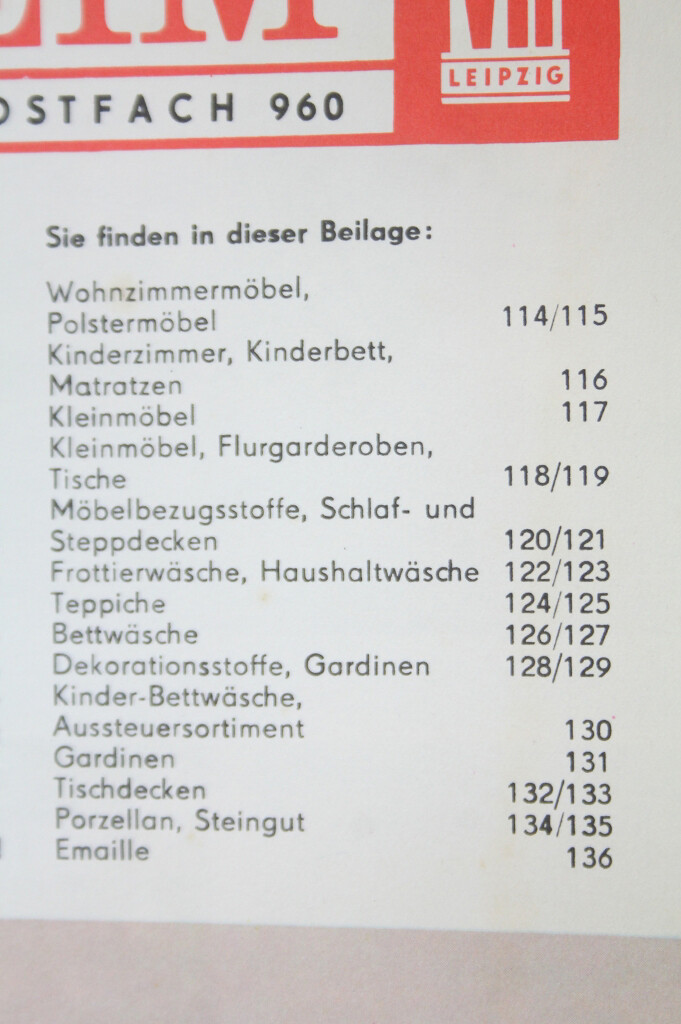 LEIPZIG
POSTFACH 960
Sie finden in dieser Beilage:
Wohnzimmermöbel,
Polstermöbel 114/115
Kinderzimmer, Kinderbett,
Matratzen 116
Kleinmöbel 117
Kleinmöbel, Flurgarderoben,
Tische 118/119
Möbelbezugsstoffe, Schlaf- und
Steppdecken 120/121
Frottierwäsche, Haushaltwäsche 122/123
Teppiche 124/125
Bettwäsche 126/127
Dekorationsstoffe, Gardinen 128/129
Kinder-Bettwäsche,
Aussteuersortiment 130
Gardinen 131
Tischdecken 132/133
Porzellan, Steingut 134/135
Emaille 136